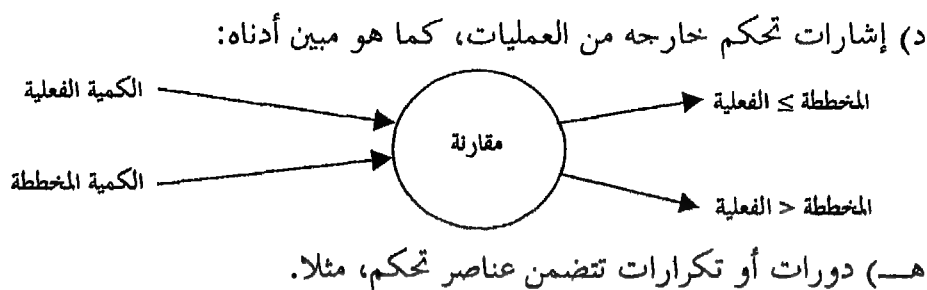 د) إشارات تحكم خارجه من العمليات، كما هو مبين أدناه:
الكمية الفعلية
المخططة ≥ الفعلية
مقارنة
الكمية المخططة
المخططة < الفعلية
هـــ) دورات أو تكرارات تتضمن عناصر تحكم، مثلا.